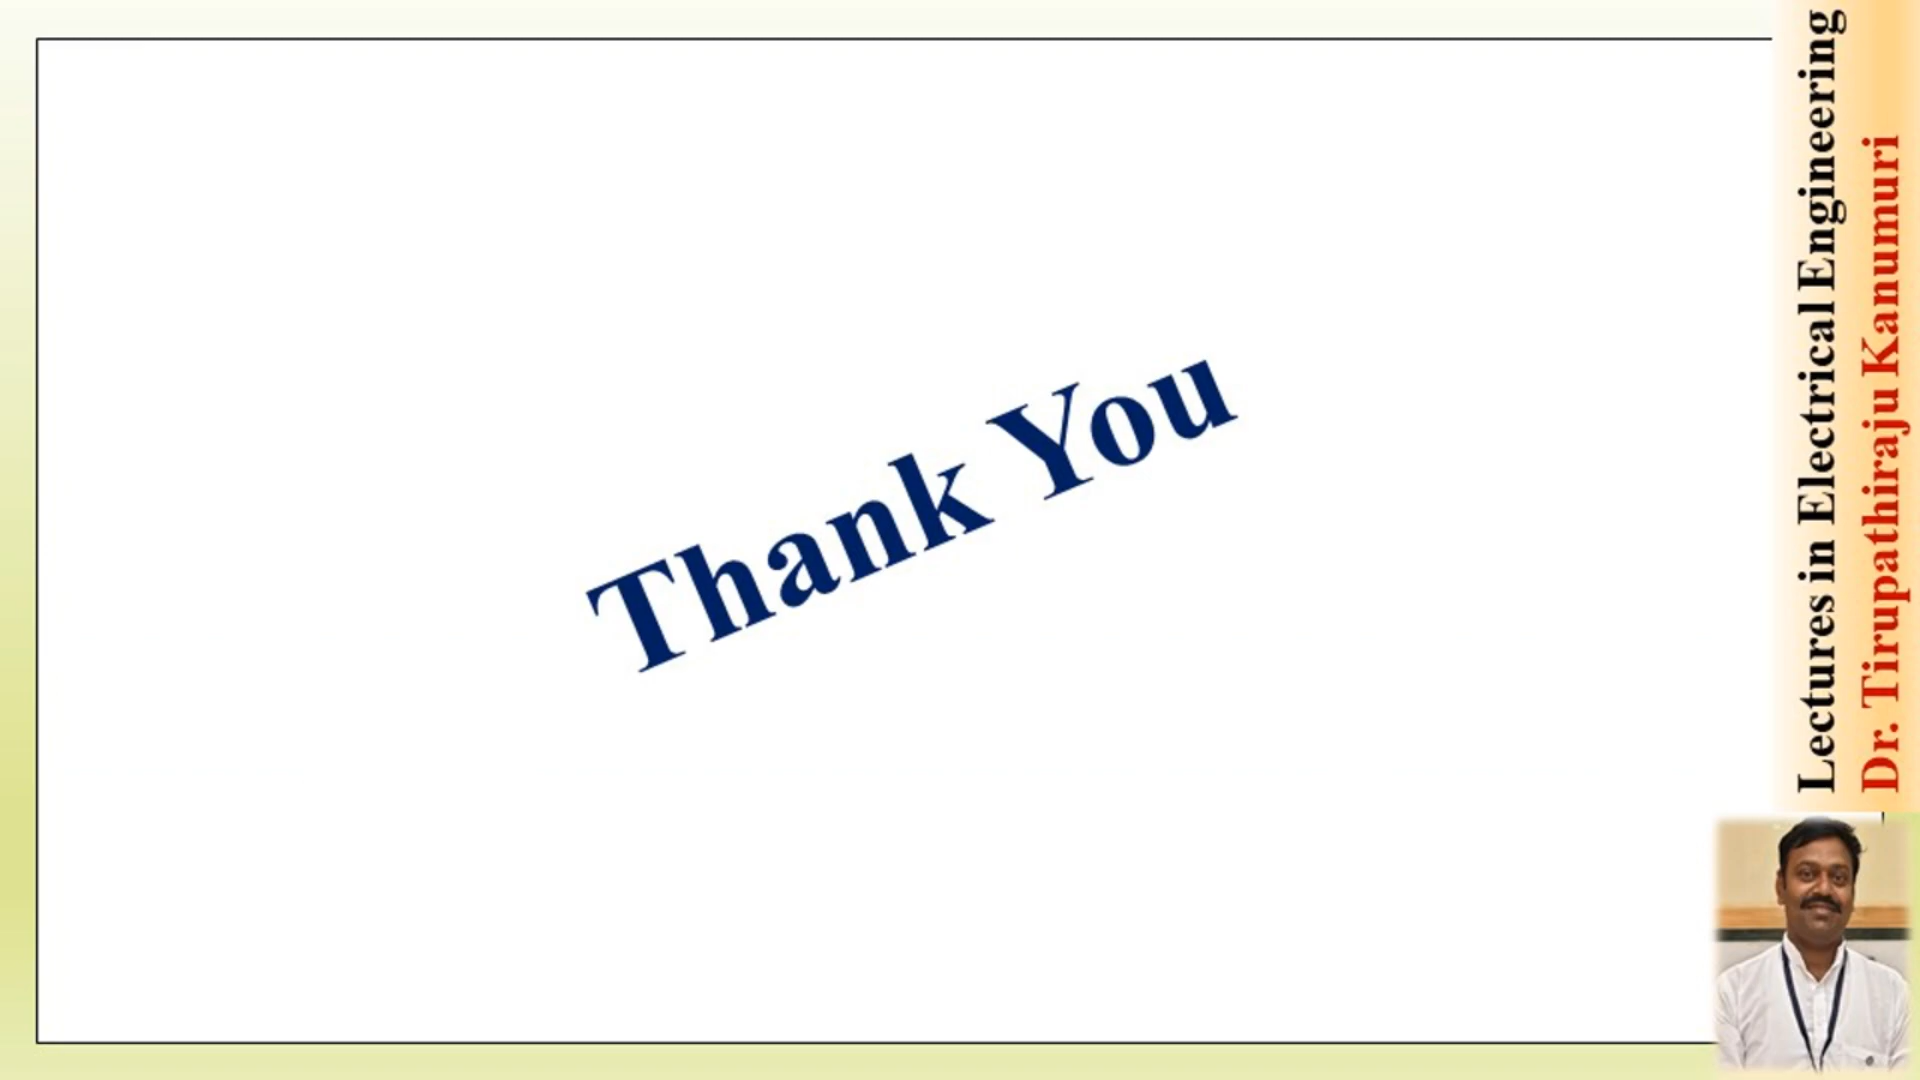 Thank You
Lectures in Electrical Engineering
Dr. Tirupathiraju Kanumuri